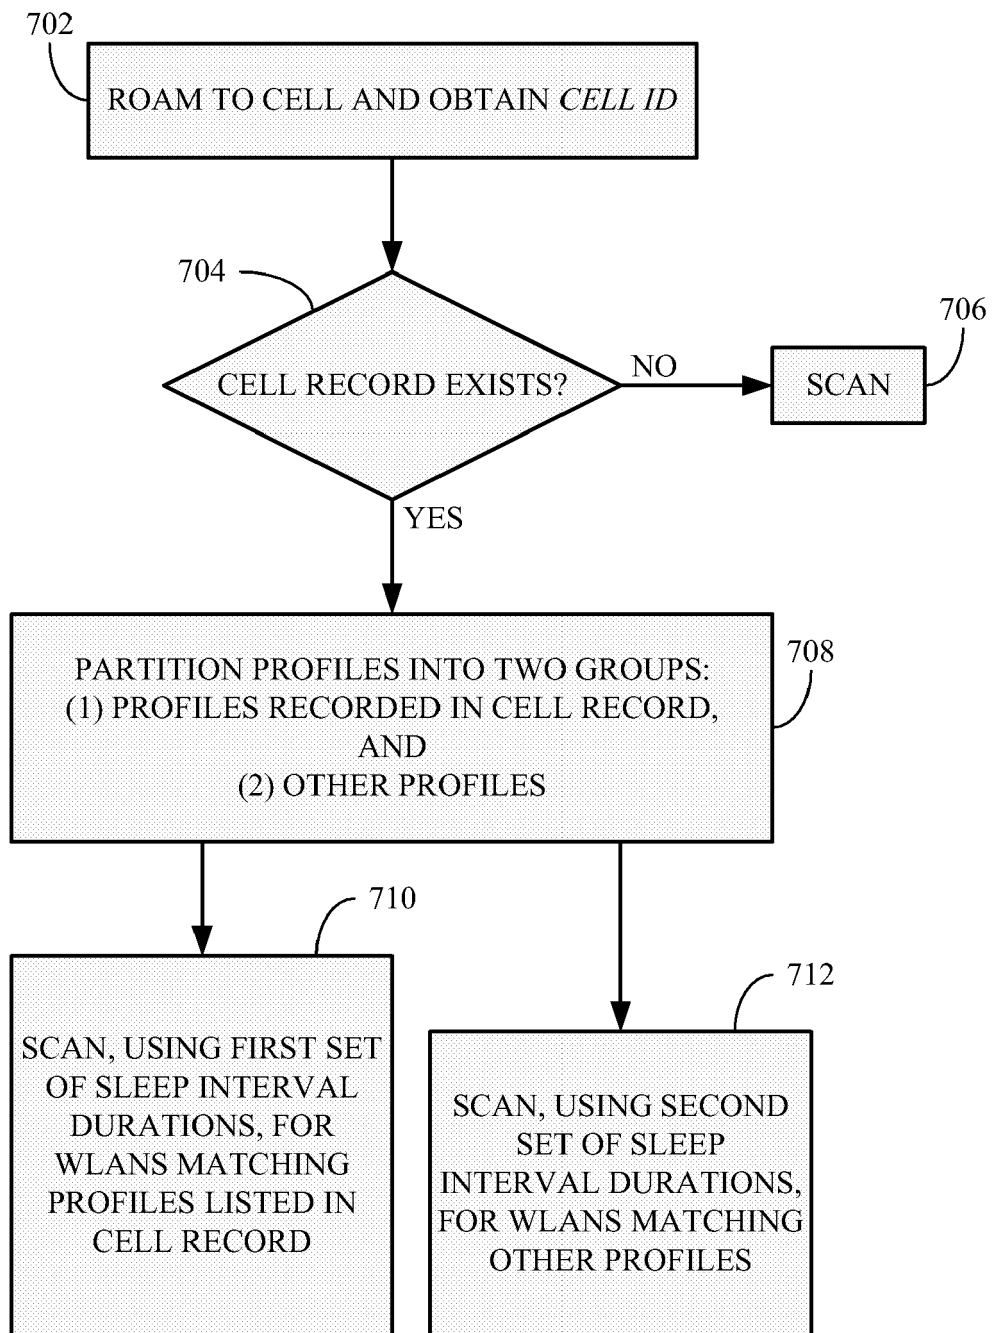 702
ROAM TO CELL AND OBTAIN CELL ID
704
CELL RECORD EXISTS?
NO
706
SCAN
YES
708
PARTITION PROFILES INTO TWO GROUPS:
(1) PROFILES RECORDED IN CELL RECORD,
AND
(2) OTHER PROFILES
710
SCAN, USING FIRST SET
OF SLEEP INTERVAL
DURATIONS, FOR
WLANS MATCHING
PROFILES LISTED IN
CELL RECORD
712
SCAN, USING SECOND
SET OF SLEEP
INTERVAL DURATIONS,
FOR WLANS MATCHING
OTHER PROFILES